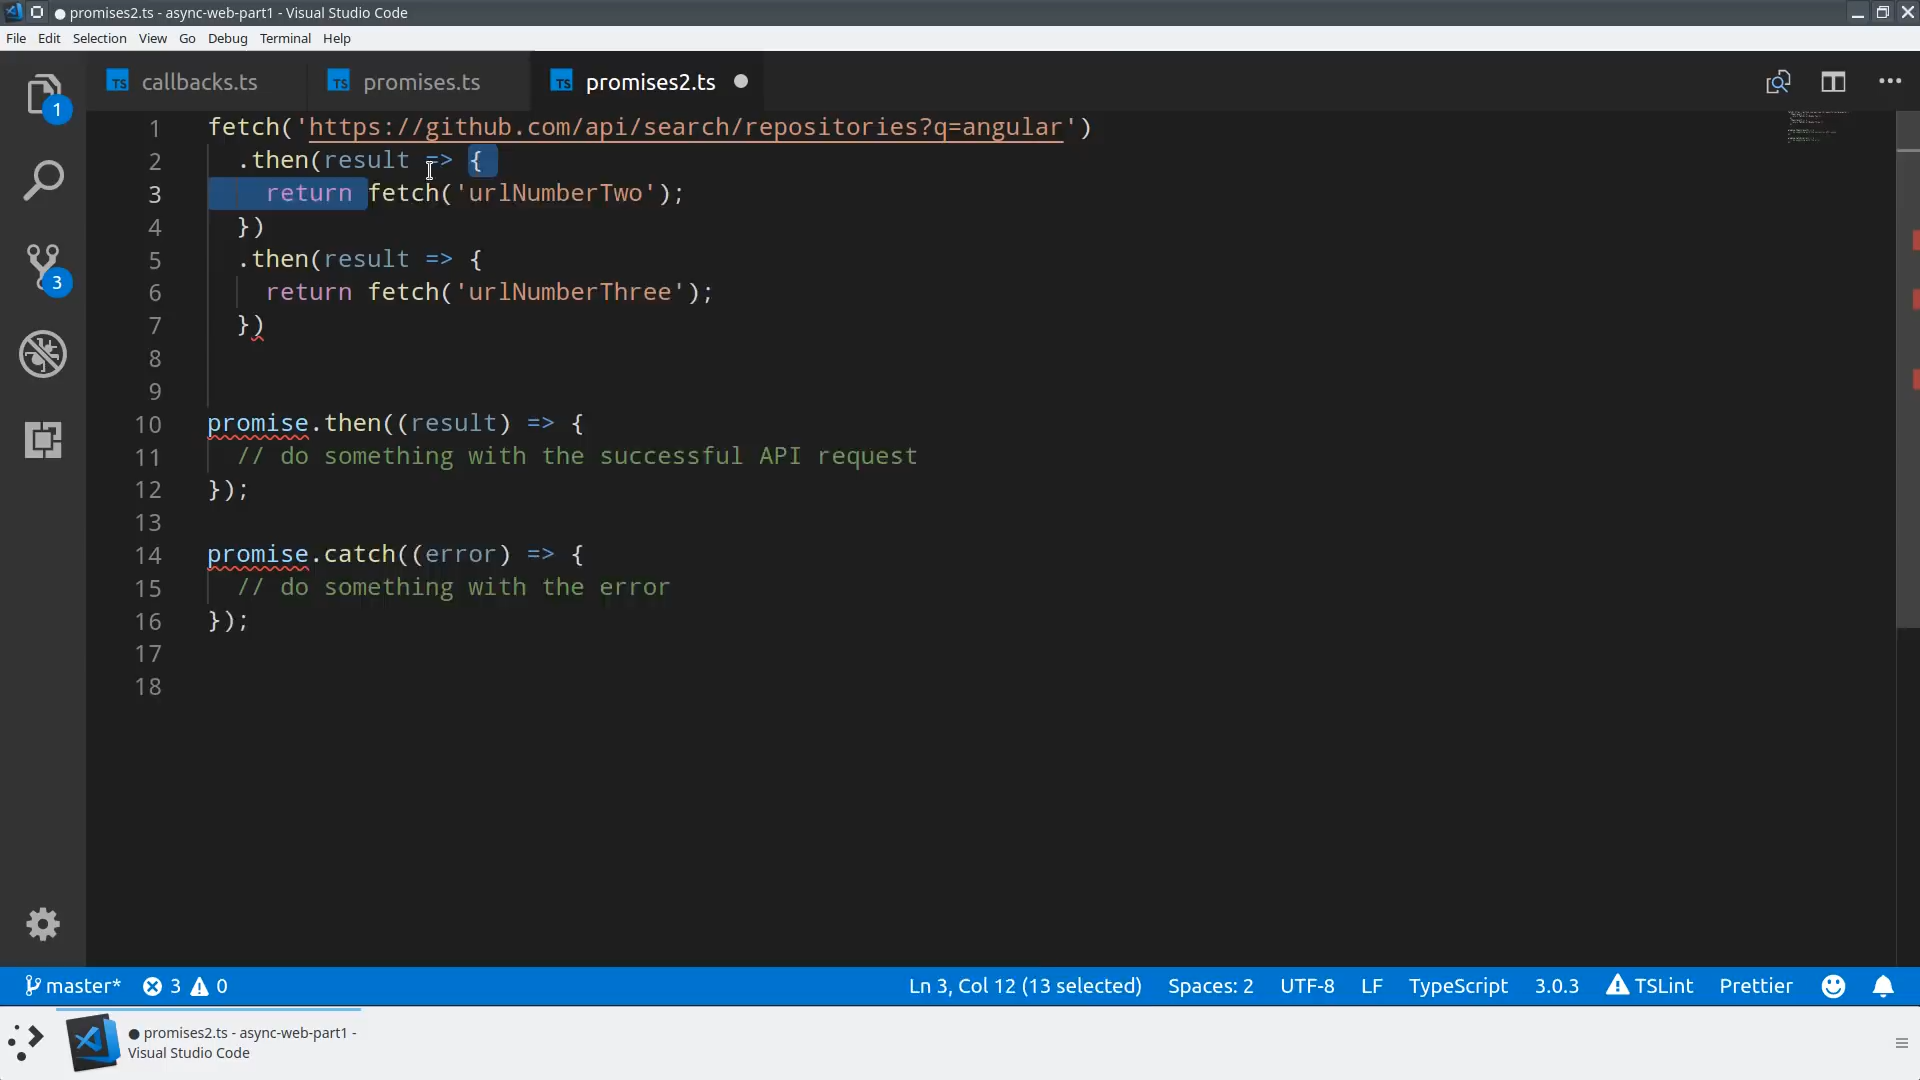 promises2.ts - async-web-part1 - Visual Studio Code
File Edit Selection View Go Debug Terminal Help
TS callbacks.ts TS promises.ts TS promises2.ts
1 fetch('https://github.com/api/search/repositories?q=angular')
2 .then(result => {
3 return fetch('urlNumberTwo');
4 })
5 .then(result => {
6 return fetch('urlNumberThree');
7 })
8
9
10 promise.then((result) => {
11 // do something with the successful API request
12 });
13
14 promise.catch((error) => {
15 // do something with the error
16 });
17
18
1
3
master* 3 0 Ln 3, Col 12 (13 selected) Spaces: 2 UTF-8 LF TypeScript 3.0.3 TSLint Prettier
promises2.ts - async-web-part1 -
Visual Studio Code